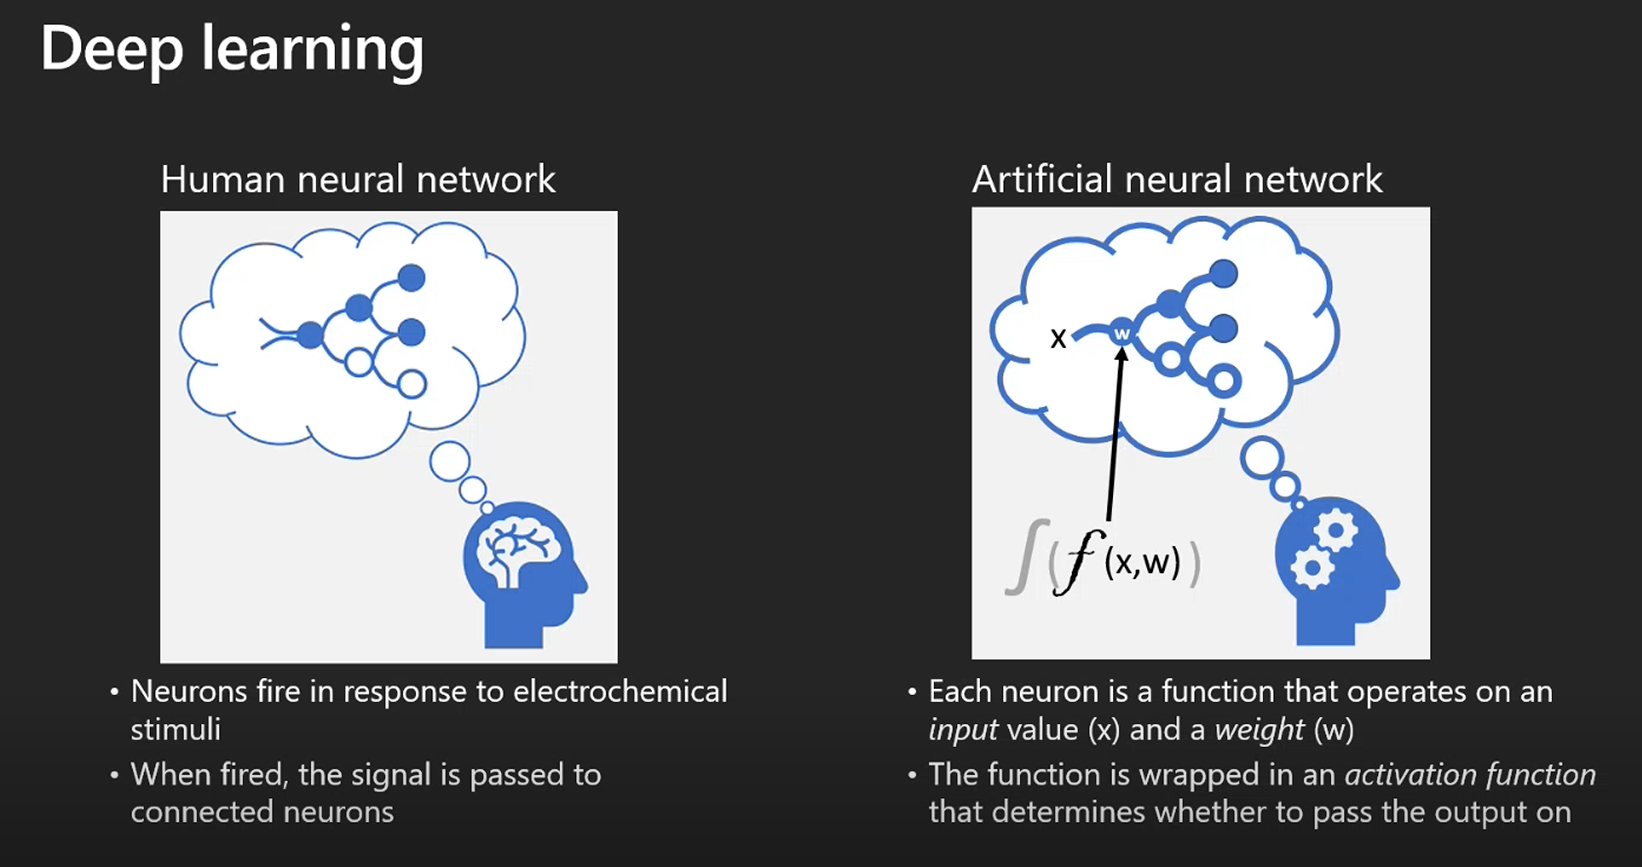 Deep learning
Human neural network
• Neurons fire in response to electrochemical
stimuli
• When fired, the signal is passed to
connected neurons
Artificial neural network
x
w
∫(f(x,w))
• Each neuron is a function that operates on an
input value (x) and a weight (w)
• The function is wrapped in an activation function
that determines whether to pass the output on